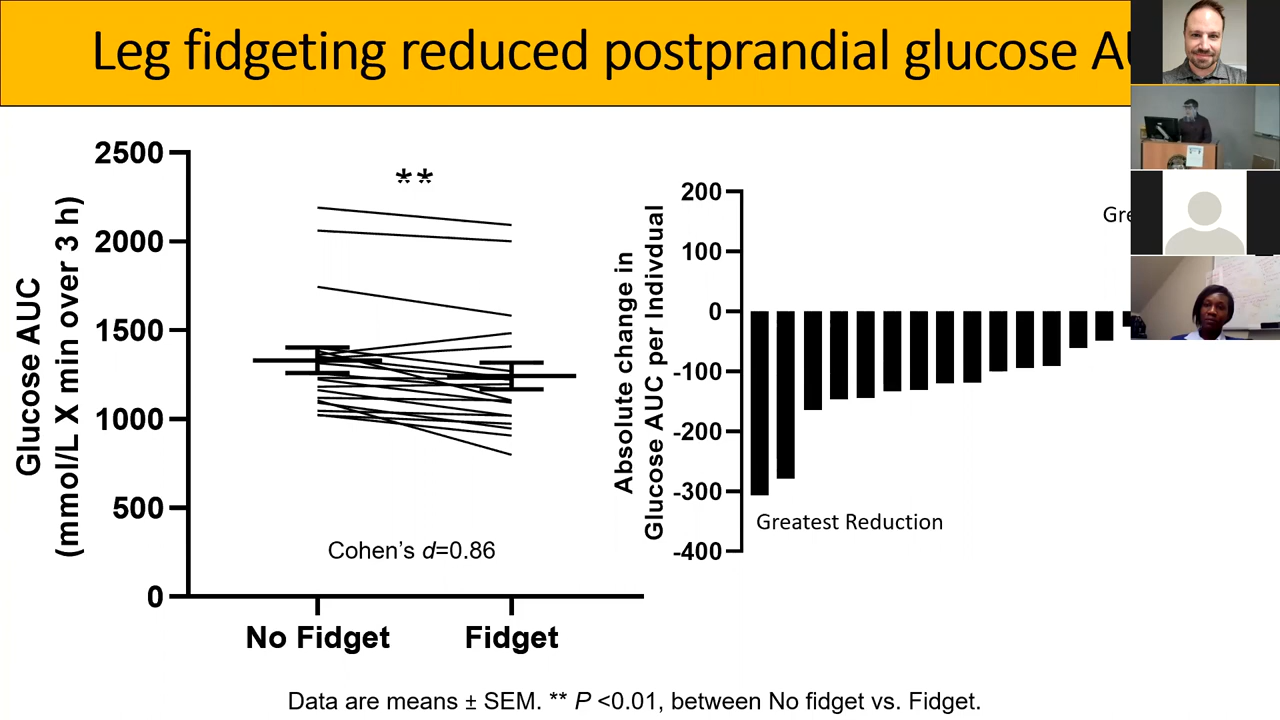 Leg fidgeting reduced postprandial glucose
**
2500
2000
1500
1000
500
0
Glucose AUC
(mmol/L X min over 3 h)
Cohen's d=0.86
No Fidget
Fidget
200
100
0
-100
-200
-300
-400
Absolute change in
Glucose AUC per Indivdual
Greatest Reduction
Data are means ± SEM. ** P <0.01, between No fidget vs. Fidget.